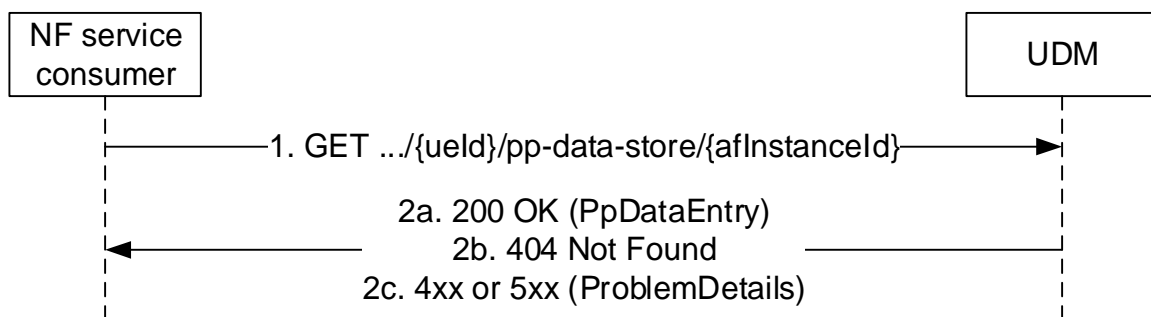 NF service
consumer
UDM
1. GET .../{ueId}/pp-data-store/{afInstanceId}
2a. 200 OK (PpDataEntry)
2b. 404 Not Found
2c. 4xx or 5xx (ProblemDetails)